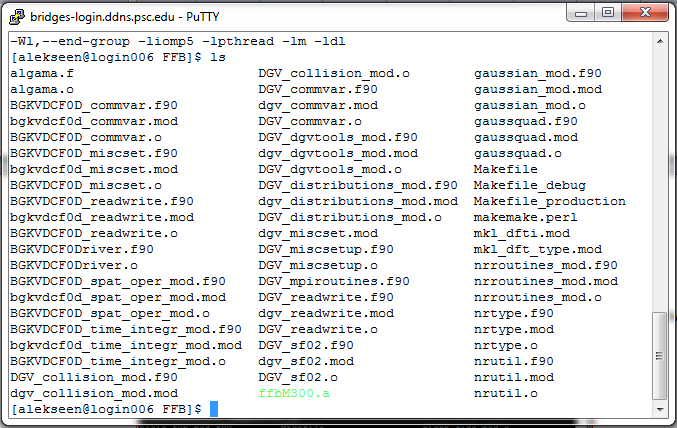 bridges-login.ddns.psc.edu - PuTTY
-Wl,--end-group -liomp5 -lpthread -lm -ldl
[alekseen@login006 FFB]$ ls
algama.f DGV_collision_mod.o gaussian_mod.f90
algama.o DGV_commvar.f90 gaussian_mod.mod
BGKVDCF0D_commvar.f90 dgv_commvar.mod gaussian_mod.o
bgkvdcf0d_commvar.mod DGV_commvar.o gaussquad.f90
BGKVDCF0D_commvar.o DGV_dgvtools_mod.f90 gaussquad.mod
BGKVDCF0D_miscset.f90 dgv_dgvtools_mod.mod gaussquad.o
bgkvdcf0d_miscset.mod DGV_dgvtools_mod.o Makefile
BGKVDCF0D_miscset.o DGV_distributions_mod.f90 Makefile_debug
BGKVDCF0D_readwrite.f90 dgv_distributions_mod.mod Makefile_production
bgkvdcf0d_readwrite.mod DGV_distributions_mod.o makemake.perl
BGKVDCF0D_readwrite.o dgv_miscset.mod mkl_dfti.mod
BGKVDCF0Driver.f90 DGV_miscsetup.f90 mkl_dft_type.mod
BGKVDCF0Driver.o DGV_miscsetup.o nrroutines_mod.f90
BGKVDCF0D_spat_oper_mod.f90 DGV_mpiroutines.f90 nrroutines_mod.mod
bgkvdcf0d_spat_oper_mod.mod DGV_readwrite.f90 nrroutines_mod.o
BGKVDCF0D_spat_oper_mod.o dgv_readwrite.mod nrtype.f90
BGKVDCF0D_time_integr_mod.f90 DGV_readwrite.o nrtype.mod
bgkvdcf0d_time_integr_mod.mod DGV_sf02.f90 nrtype.o
BGKVDCF0D_time_integr_mod.o dgv_sf02.mod nrutil.f90
DGV_collision_mod.f90 DGV_sf02.o nrutil.mod
dgv_collision_mod.mod ffbM300.a nrutil.o
[alekseen@login006 FFB]$